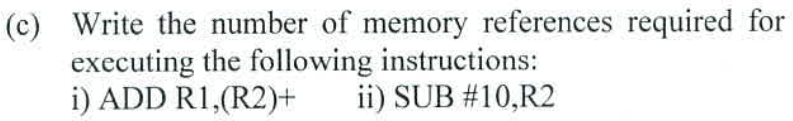 (c) Write the number of memory references required for
executing the following instructions:
i) ADD R1,(R2)+ ii) SUB #10,R2